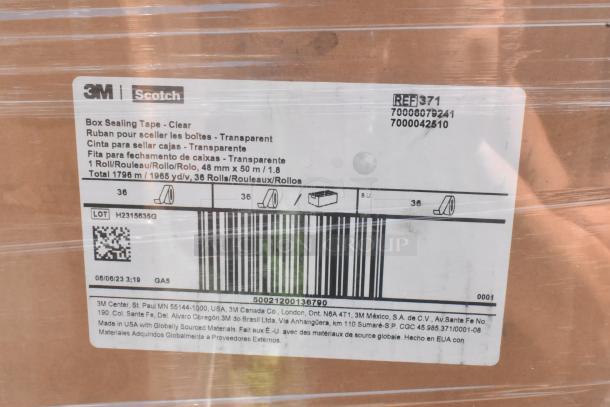 3M Scotch
REF 371
70006079241
7000042510
Box Sealing Tape - Clear
Ruban pour sceller les boîtes - Transparent
Cinta para sellar cajas - Transparente
Fita para fechamento de caixas - Transparente
1 Roll/Rouleau/Rollo/Rolo, 48 mm x 50 m / 1.8
Total 1796 m / 1965 yd/v, 36 Rolls/Rouleaux/Rollos
36 36 / S.U 36
LOT H2315635G
06/06/23 3:19 GA5
50021200136790
0001
3M Center, St. Paul MN 55144-1000, USA, 3M Canada Co., London, Ont. N6A 4T1, 3M México, S.A. de C.V., Av.Santa Fe No.
190, Col. Santa Fe, Del. Alvaro Obregón 3M do Brasil Ltda. Via Anhangüera, km 110 Sumaré-S.P. CGC 45.985.371/0001-08
Made in USA with Globally Sourced Materials. Fait aux É.-U. avec des matériaux de source globale. Hecho en EUA con
Materiales Adquiridos Globalmente a Proveedores Externos.